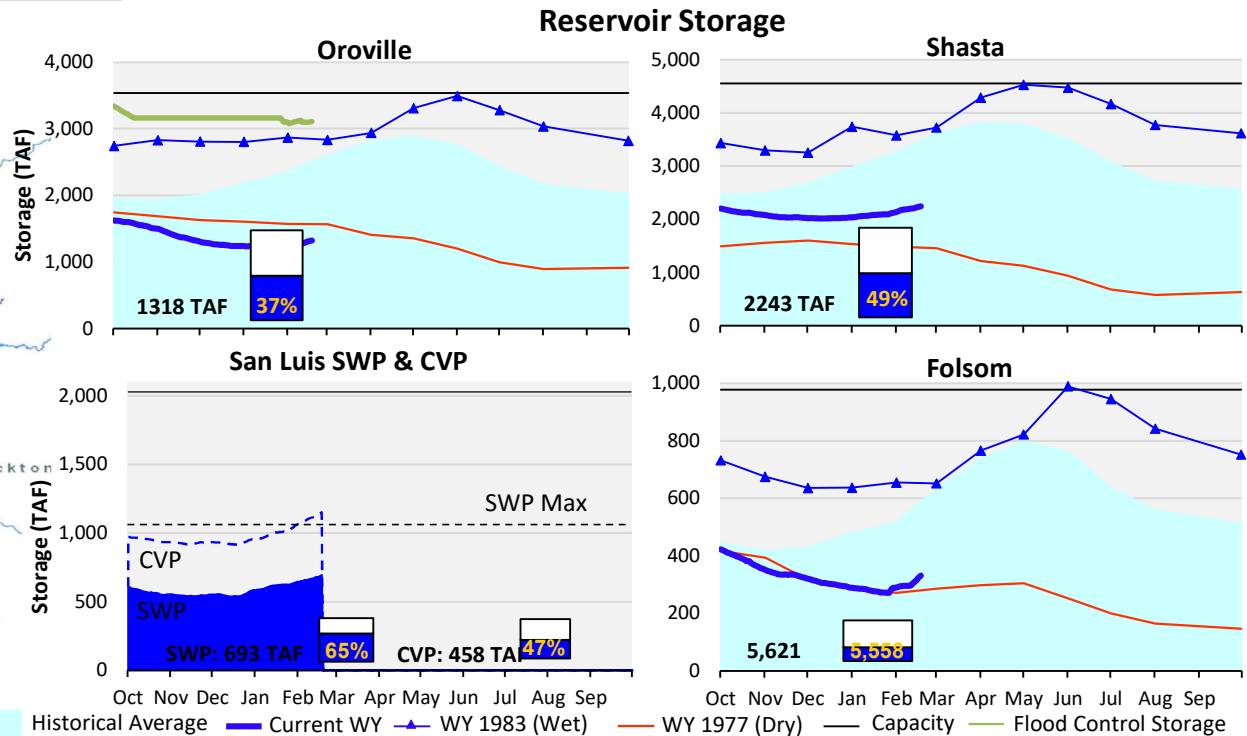 Reservoir Storage
Oroville
Storage (TAF)
4,000
3,000
2,000
1,000
0
1318 TAF
37%
Shasta
5,000
4,000
3,000
2,000
1,000
0
2243 TAF
49%
San Luis SWP & CVP
Storage (TAF)
2,000
1,500
1,000
500
0
SWP Max
CVP
SWP
SWP: 693 TAF
65%
CVP: 458 TAF
47%
Oct Nov Dec Jan Feb Mar Apr May Jun Jul Aug Sep
Folsom
1,000
800
600
400
200
0
5,621
5,558
Oct Nov Dec Jan Feb Mar Apr May Jun Jul Aug Sep
Historical Average Current WY WY 1983 (Wet) WY 1977 (Dry) Capacity Flood Control Storage
ckton